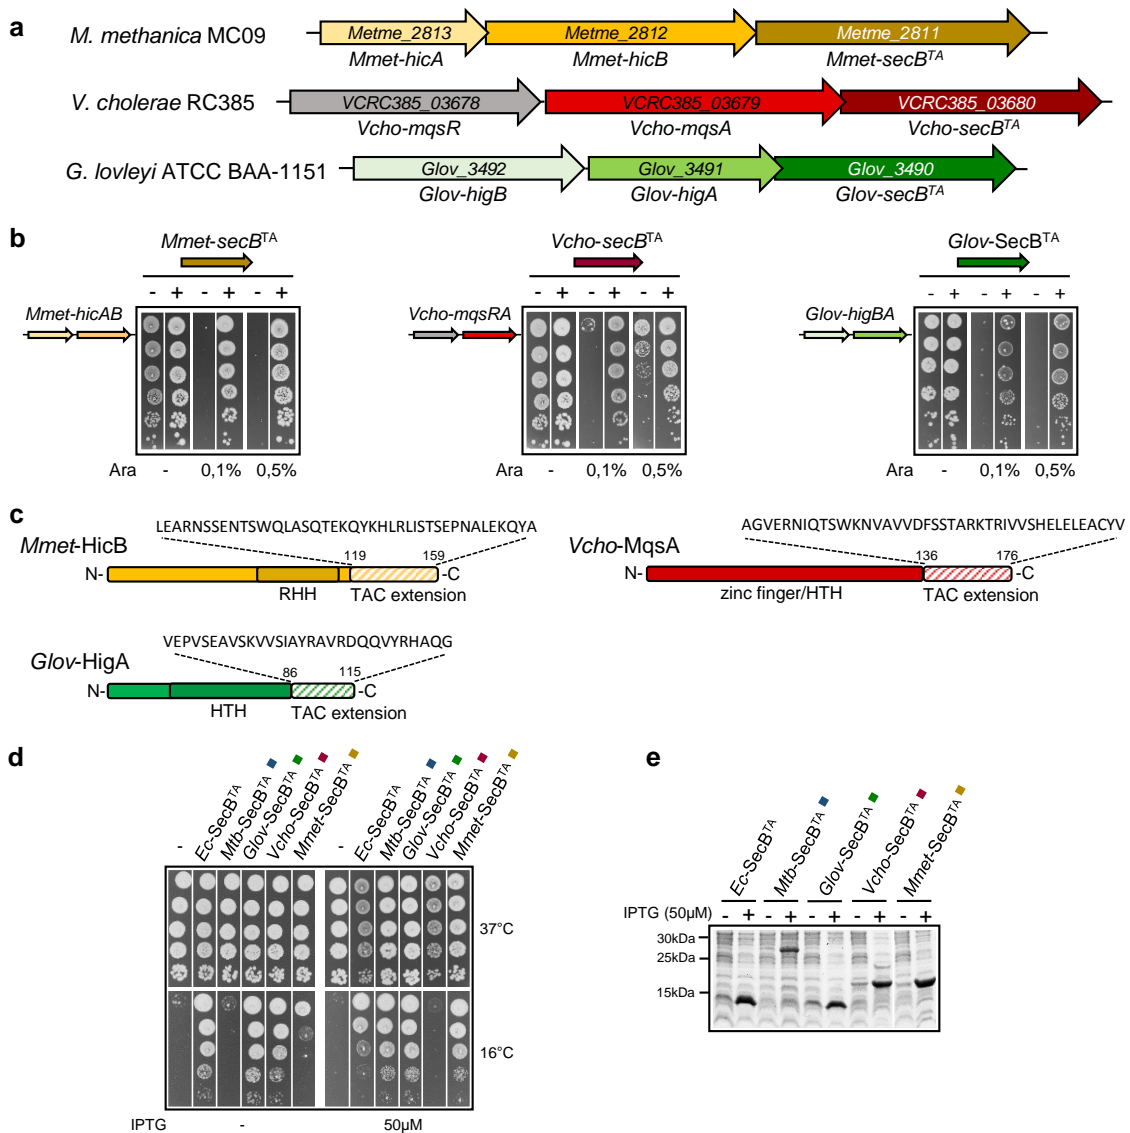 a
M. methanica MC09
Metme_2813 Metme_2812 Metme_2811
Mmet-hicA Mmet-hicB Mmet-secBTA
V. cholerae RC385
VCRC385_03678 VCRC385_03679 VCRC385_03680
Vcho-mqsR Vcho-mqsA Vcho-secBTA
G. lovleyi ATCC BAA-1151
Glov_3492 Glov_3491 Glov_3490
Glov-higB Glov-higA Glov-secBTA
b
Mmet-secBTA Vcho-secBTA Glov-SecBTA
- + - + - + - + - + - + - + - + - +
Mmet-hicAB Vcho-mqsRA Glov-higBA
Ara - 0,1% 0,5% Ara - 0,1% 0,5% Ara - 0,1% 0,5%
c
LEARNSSENTSWQLASQTEKQYKHLRLISTSEPNALEKQYA
Mmet-HicB
119 159
N- -C
RHH TAC extension
AGVERNIQTSWKNVAVVDFSSTARKTRIVVSHELELEACYV
Vcho-MqsA
136 176
N- -C
zinc finger/HTH TAC extension
VEPVSEAVSKVVSIAYRAVRDQQVYRHAQG
Glov-HigA
86 115
N- -C
HTH TAC extension
d
- Ec-SecBTA Mtb-SecBTA Glov-SecBTA Vcho-SecBTA Mmet-SecBTA - Ec-SecBTA Mtb-SecBTA Glov-SecBTA Vcho-SecBTA Mmet-SecBTA
37°C
16°C
IPTG - 50µM
e
Ec-SecBTA Mtb-SecBTA Glov-SecBTA Vcho-SecBTA Mmet-SecBTA
IPTG (50µM) - + - + - + - + - +
30kDa
25kDa
15kDa